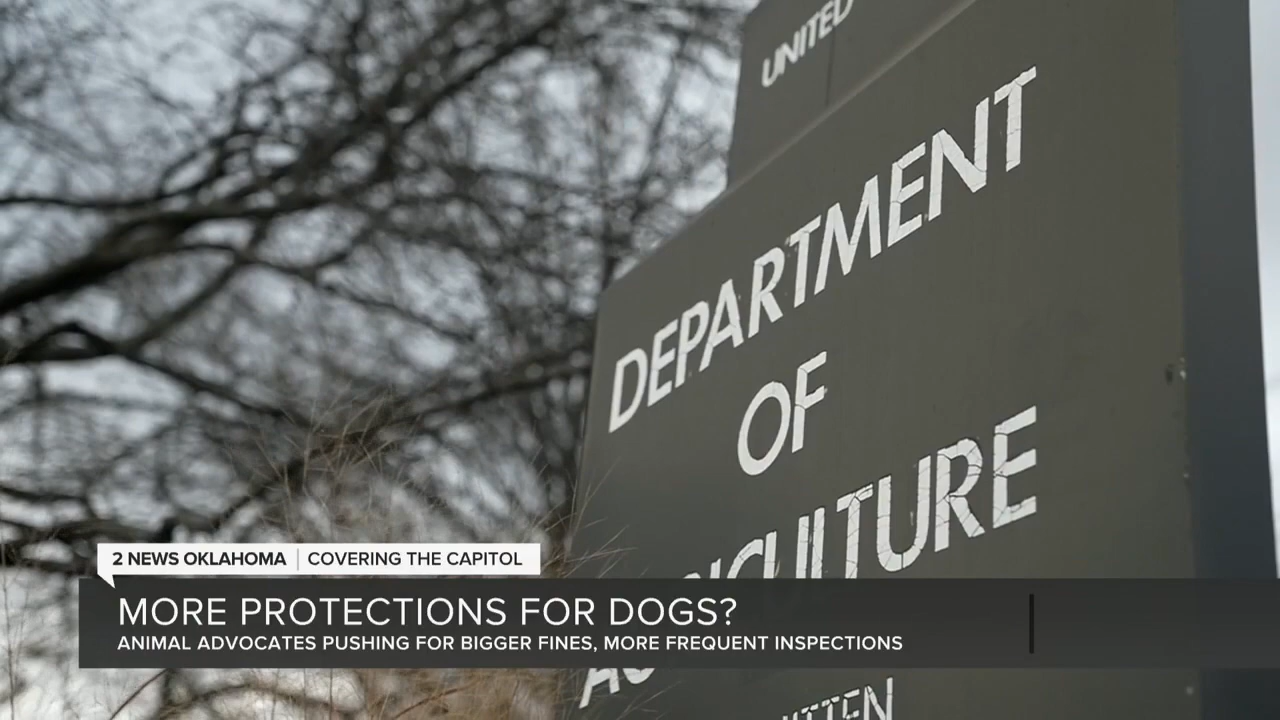 UNITED
DEPARTMENT
OF
2 NEWS OKLAHOMA | COVERING THE CAPITOL
MORE PROTECTIONS FOR DOGS?
ANIMAL ADVOCATES PUSHING FOR BIGGER FINES, MORE FREQUENT INSPECTIONS